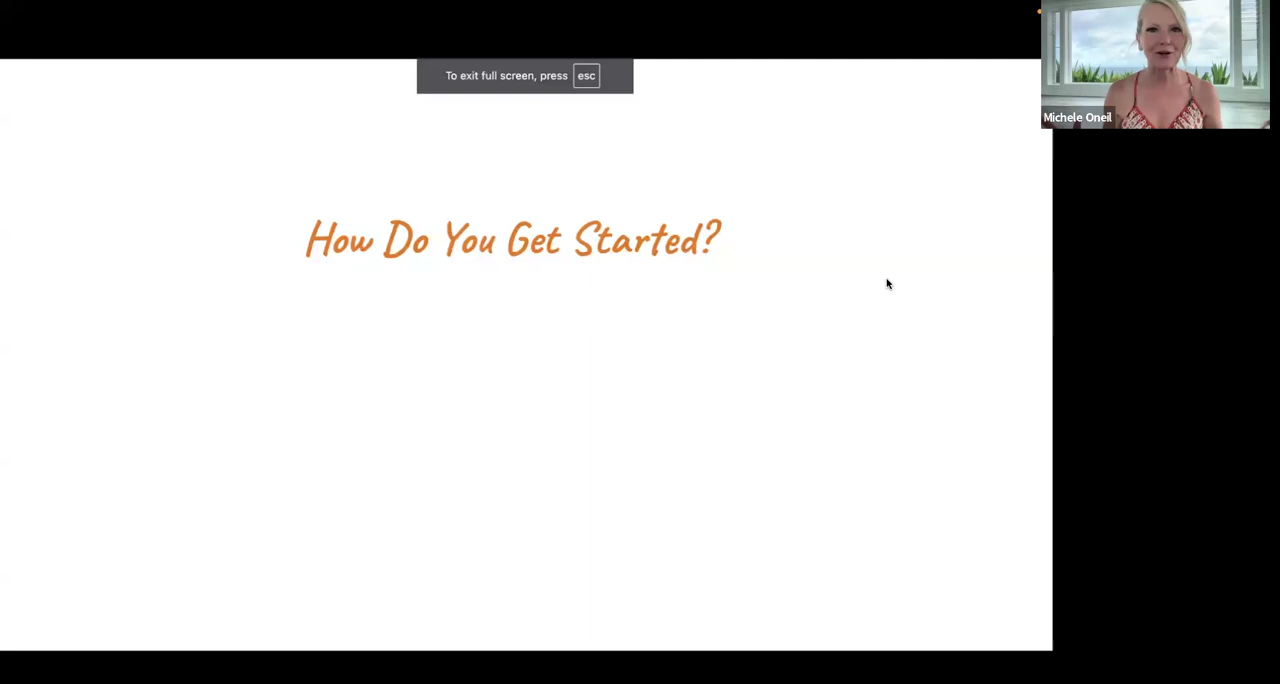 To exit full screen, press esc
Michele Oneil
How Do You Get Started?